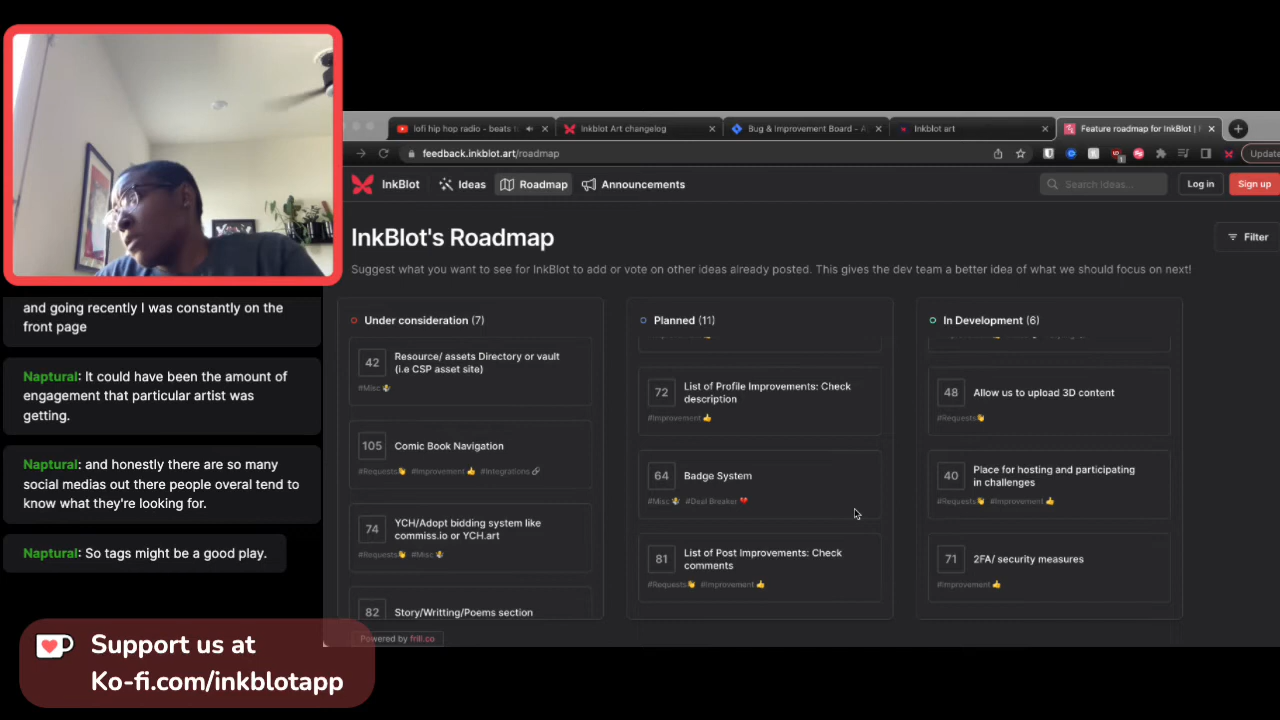 and going recently I was constantly on the
front page
Naptural: It could have been the amount of
engagement that particular artist was
getting.
Naptural: and honestly there are so many
social medias out there people overal tend to
know what they're looking for.
Naptural: So tags might be a good play.
Support us at
Ko-fi.com/inkblotapp
lofi hip hop radio - beats t
Inkblot Art changelog
Bug & Improvement Board - A
Inkblot art
Feature roadmap for InkBlot |
feedback.inkblot.art/roadmap
Update
InkBlot
Ideas
Roadmap
Announcements
Search Ideas...
Log in
Sign up
InkBlot's Roadmap
Filter
Suggest what you want to see for InkBlot to add or vote on other ideas already posted. This gives the dev team a better idea of what we should focus on next!
Under consideration (7)
42
Resource/ assets Directory or vault
(i.e CSP asset site)
#Misc
105
Comic Book Navigation
#Requests👏 #Improvement👍 #Integrations🔗
74
YCH/Adopt bidding system like
commiss.io or YCH.art
#Requests👏 #Misc
82
Story/Writting/Poems section
Powered by frill.co
Planned (11)
72
List of Profile Improvements: Check
description
#Improvement👍
64
Badge System
#Misc #Deal Breaker💔
81
List of Post Improvements: Check
comments
#Requests👏 #Improvement👍
In Development (6)
48
Allow us to upload 3D content
#Requests👏
40
Place for hosting and participating
in challenges
#Requests👏 #Improvement👍
71
2FA/ security measures
#Improvement👍